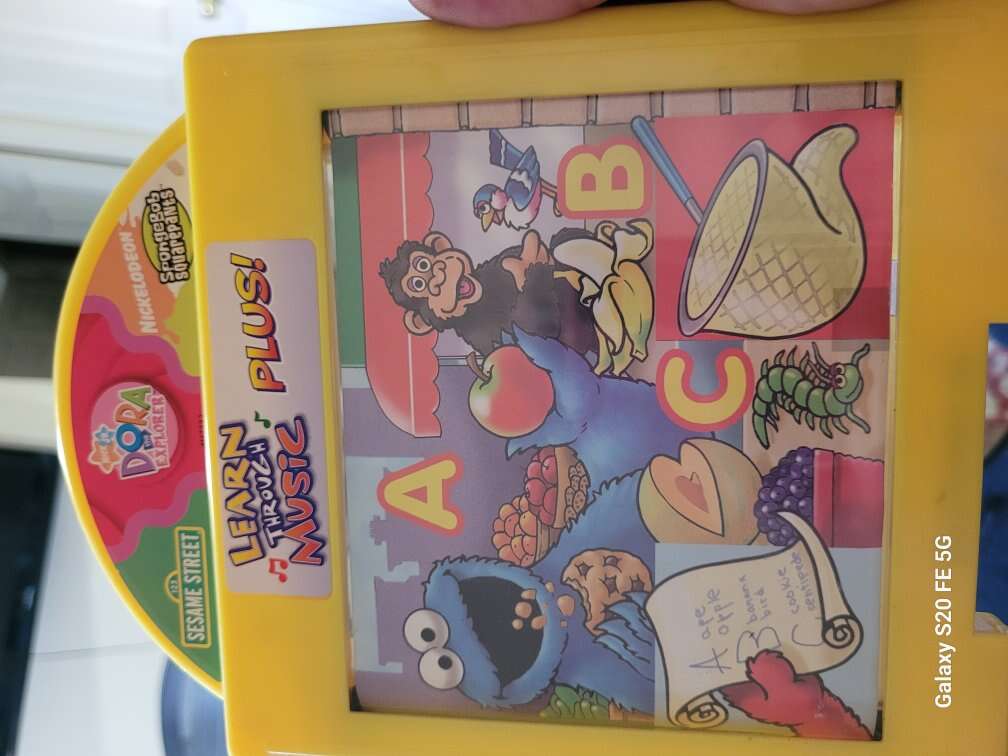 SESAME STREET
123
DORA
THE
EXPLORER
NICKELODEON
SpongeBob
SQUAREPANTS
LEARN
THROUGH
MUSIC
PLUS!
A
B
C
A ape
apple
B banana
bird
C cookie
centipede
Galaxy S20 FE 5G